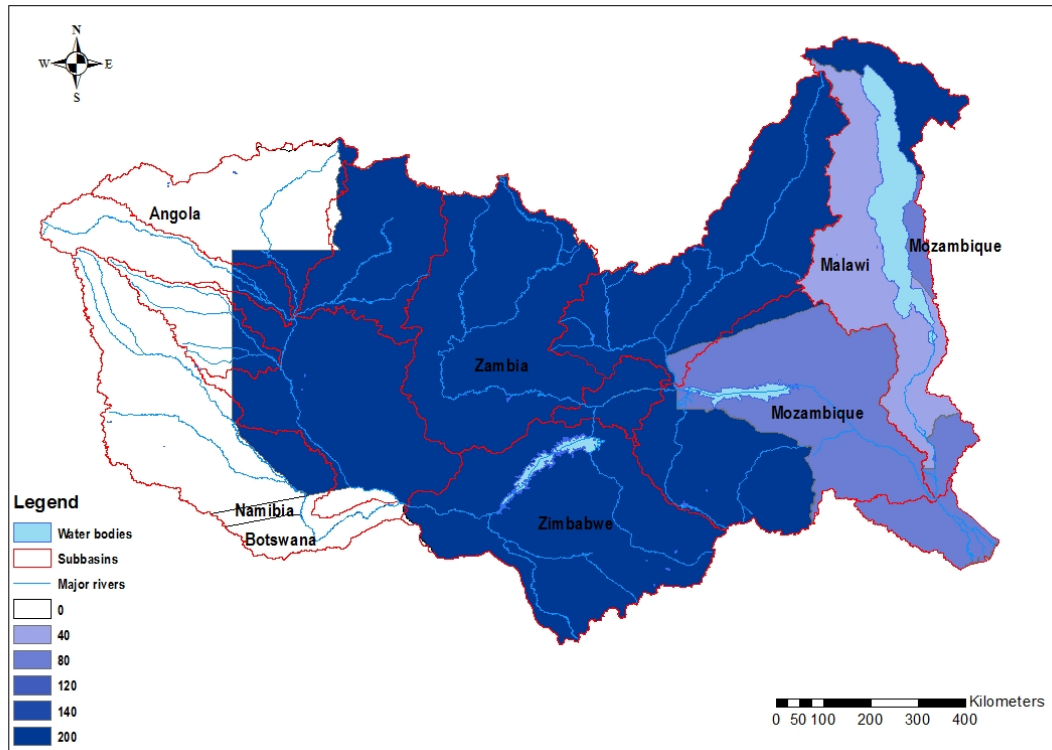 N
W E
S
Angola
Mozambique
Malawi
Zambia
Mozambique
Namibia
Zimbabwe
Botswana
Legend
Water bodies
Subbasins
Major rivers
0
40
80
120
140
200
Kilometers
0 50 100 200 300 400